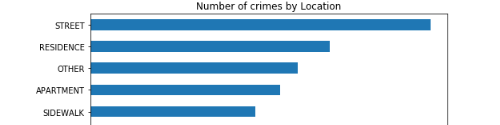 Number of crimes by Location
STREET
RESIDENCE
OTHER
APARTMENT
SIDEWALK